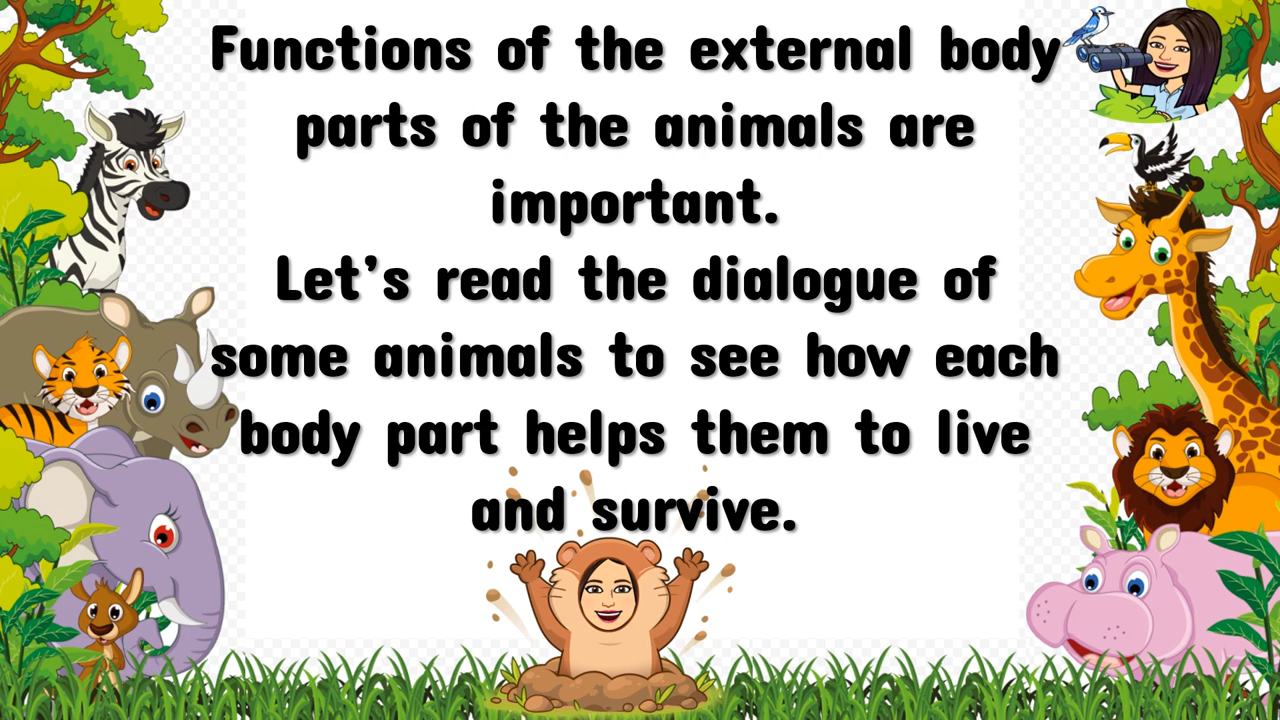 Functions of the external body
parts of the animals are
important.
Let's read the dialogue of
some animals to see how each
body part helps them to live
and survive.